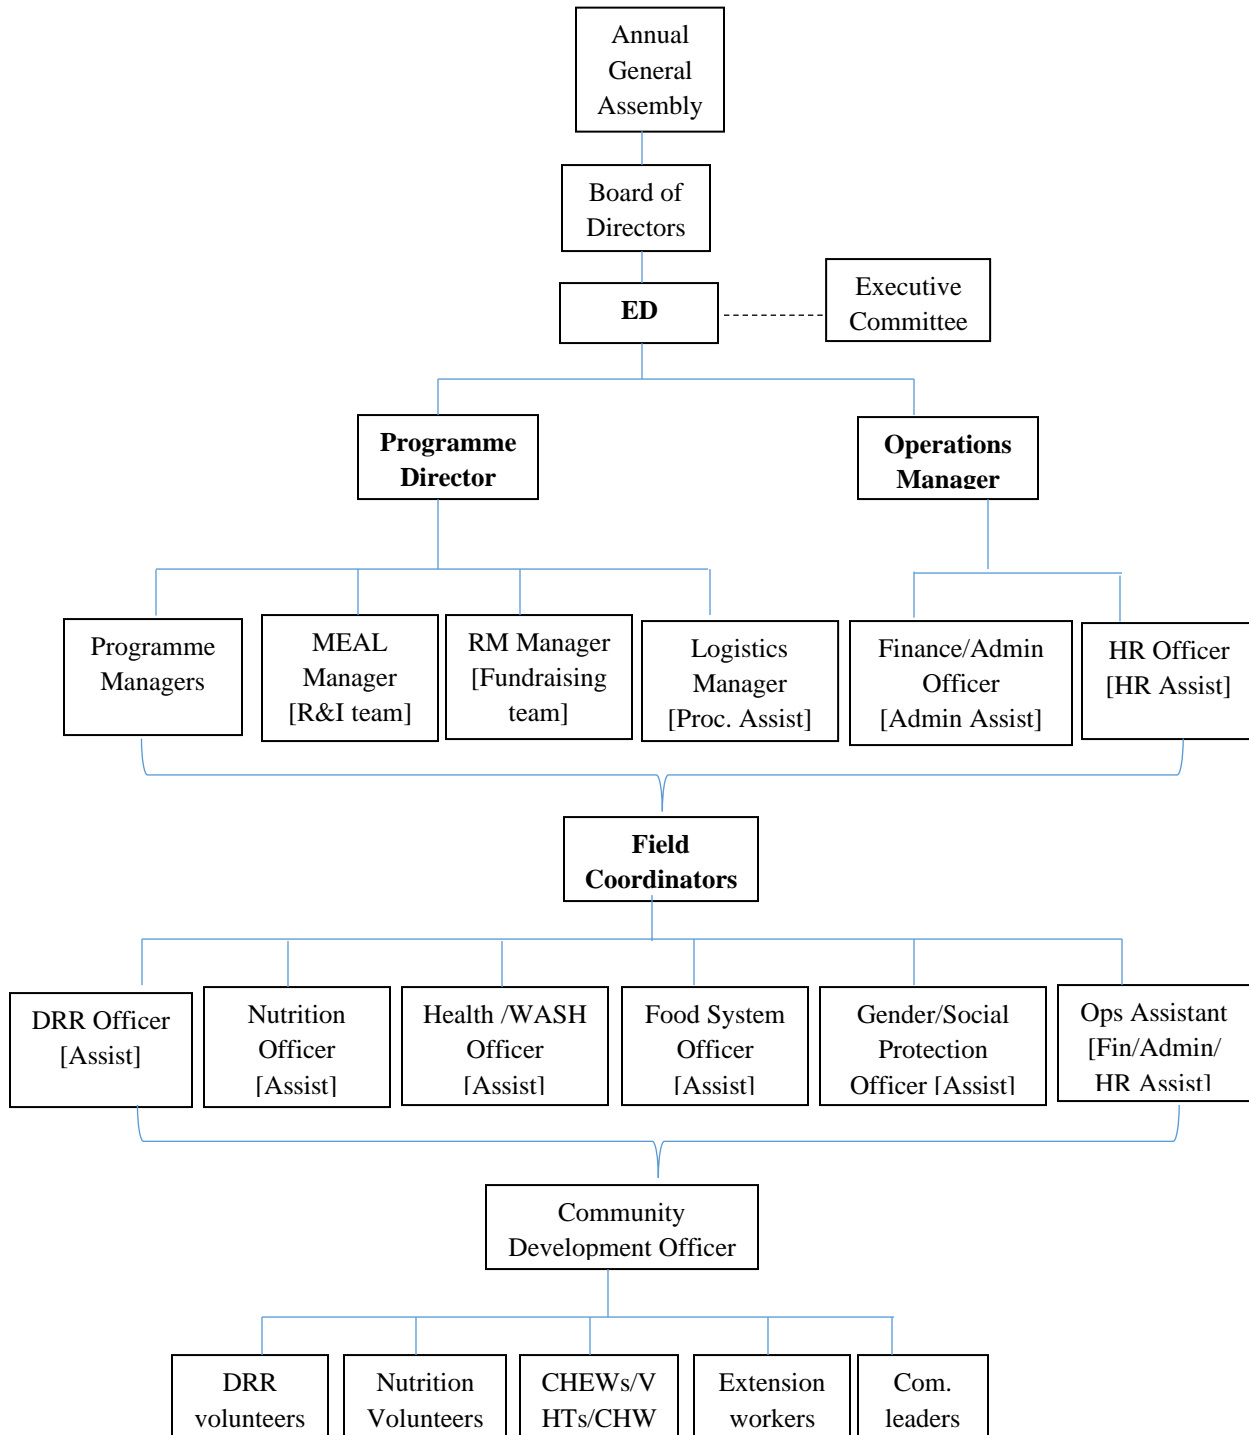 Annual
General
Assembly
Board of
Directors
ED
Executive
Committee
Programme
Director
Operations
Manager
Programme
Managers
MEAL
Manager
[R&I team]
RM Manager
[Fundraising
team]
Logistics
Manager
[Proc. Assist]
Finance/Admin
Officer
[Admin Assist]
HR Officer
[HR Assist]
Field
Coordinators
DRR Officer
[Assist]
Nutrition
Officer
[Assist]
Health /WASH
Officer
[Assist]
Food System
Officer
[Assist]
Gender/Social
Protection
Officer [Assist]
Ops Assistant
[Fin/Admin/
HR Assist]
Community
Development Officer
DRR
volunteers
Nutrition
Volunteers
CHEWs/V
HTs/CHW
Extension
workers
Com.
leaders